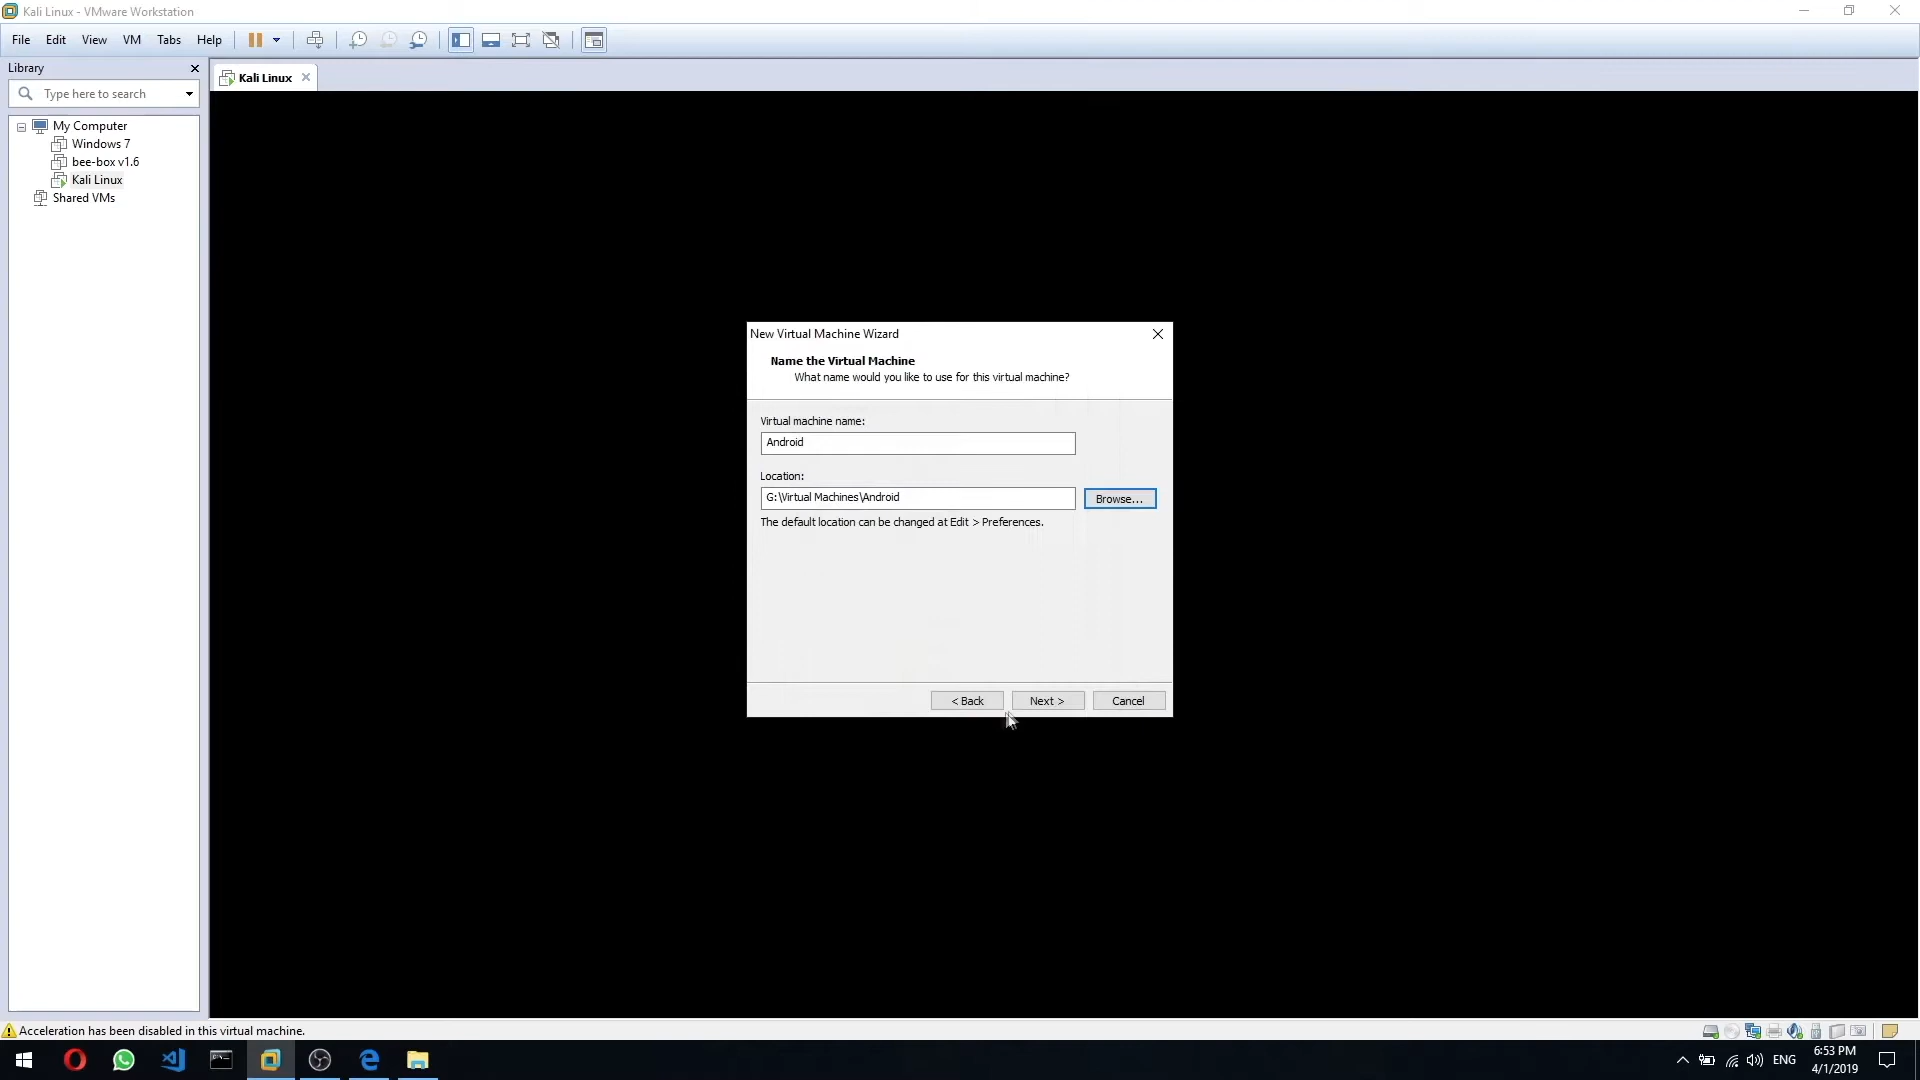 Kali Linux - VMware Workstation
File Edit View VM Tabs Help
Library
Kali Linux
Type here to search
My Computer
Windows 7
bee-box v1.6
Kali Linux
Shared VMs
New Virtual Machine Wizard
Name the Virtual Machine
What name would you like to use for this virtual machine?
Virtual machine name:
Android
Location:
G:\Virtual Machines\Android
Browse...
The default location can be changed at Edit > Preferences.
< Back
Next >
Cancel
Acceleration has been disabled in this virtual machine.
ENG
6:53 PM
4/1/2019